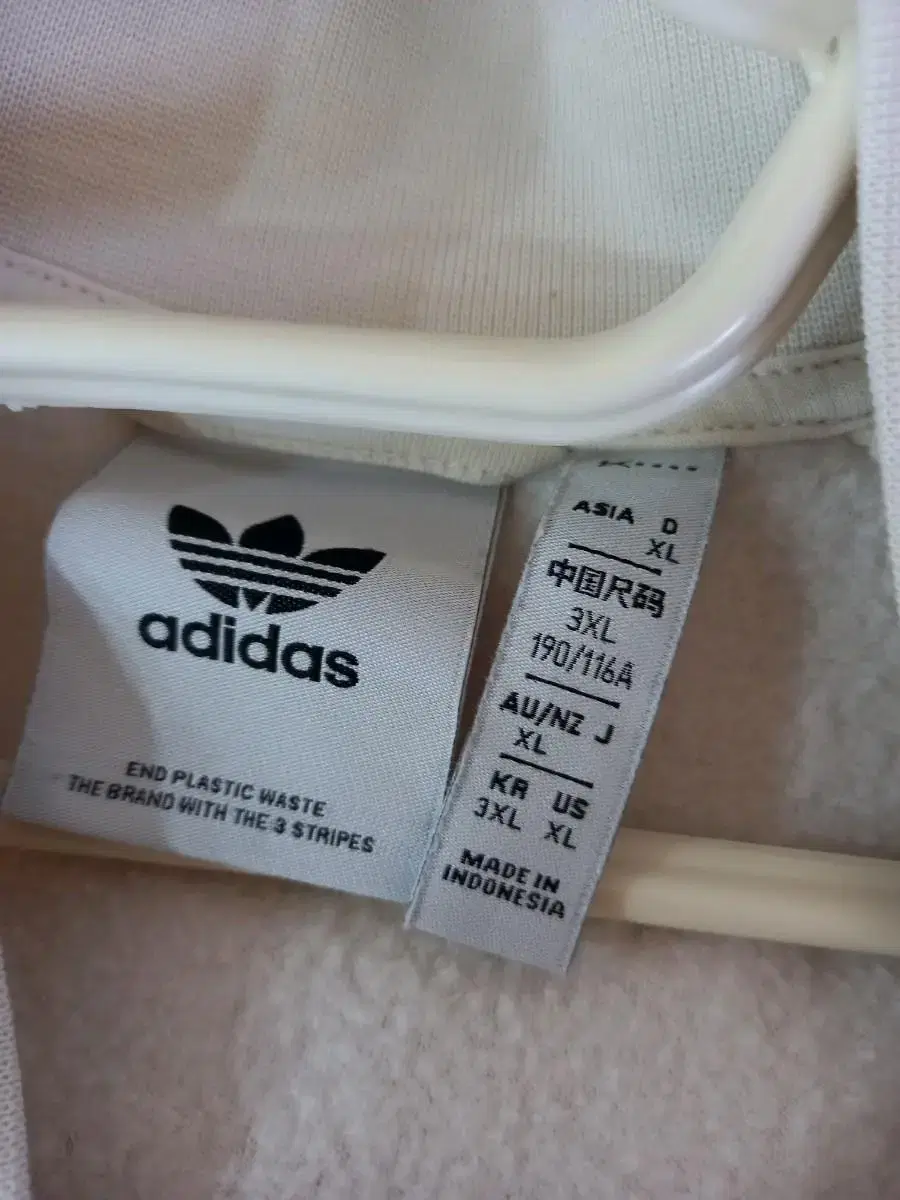 adidas
END PLASTIC WASTE
THE BRAND WITH THE 3 STRIPES
ASIA D
XL
中国尺码
3XL
190/116A
AU/NZ J
XL
KR US
3XL XL
MADE IN
INDONESIA